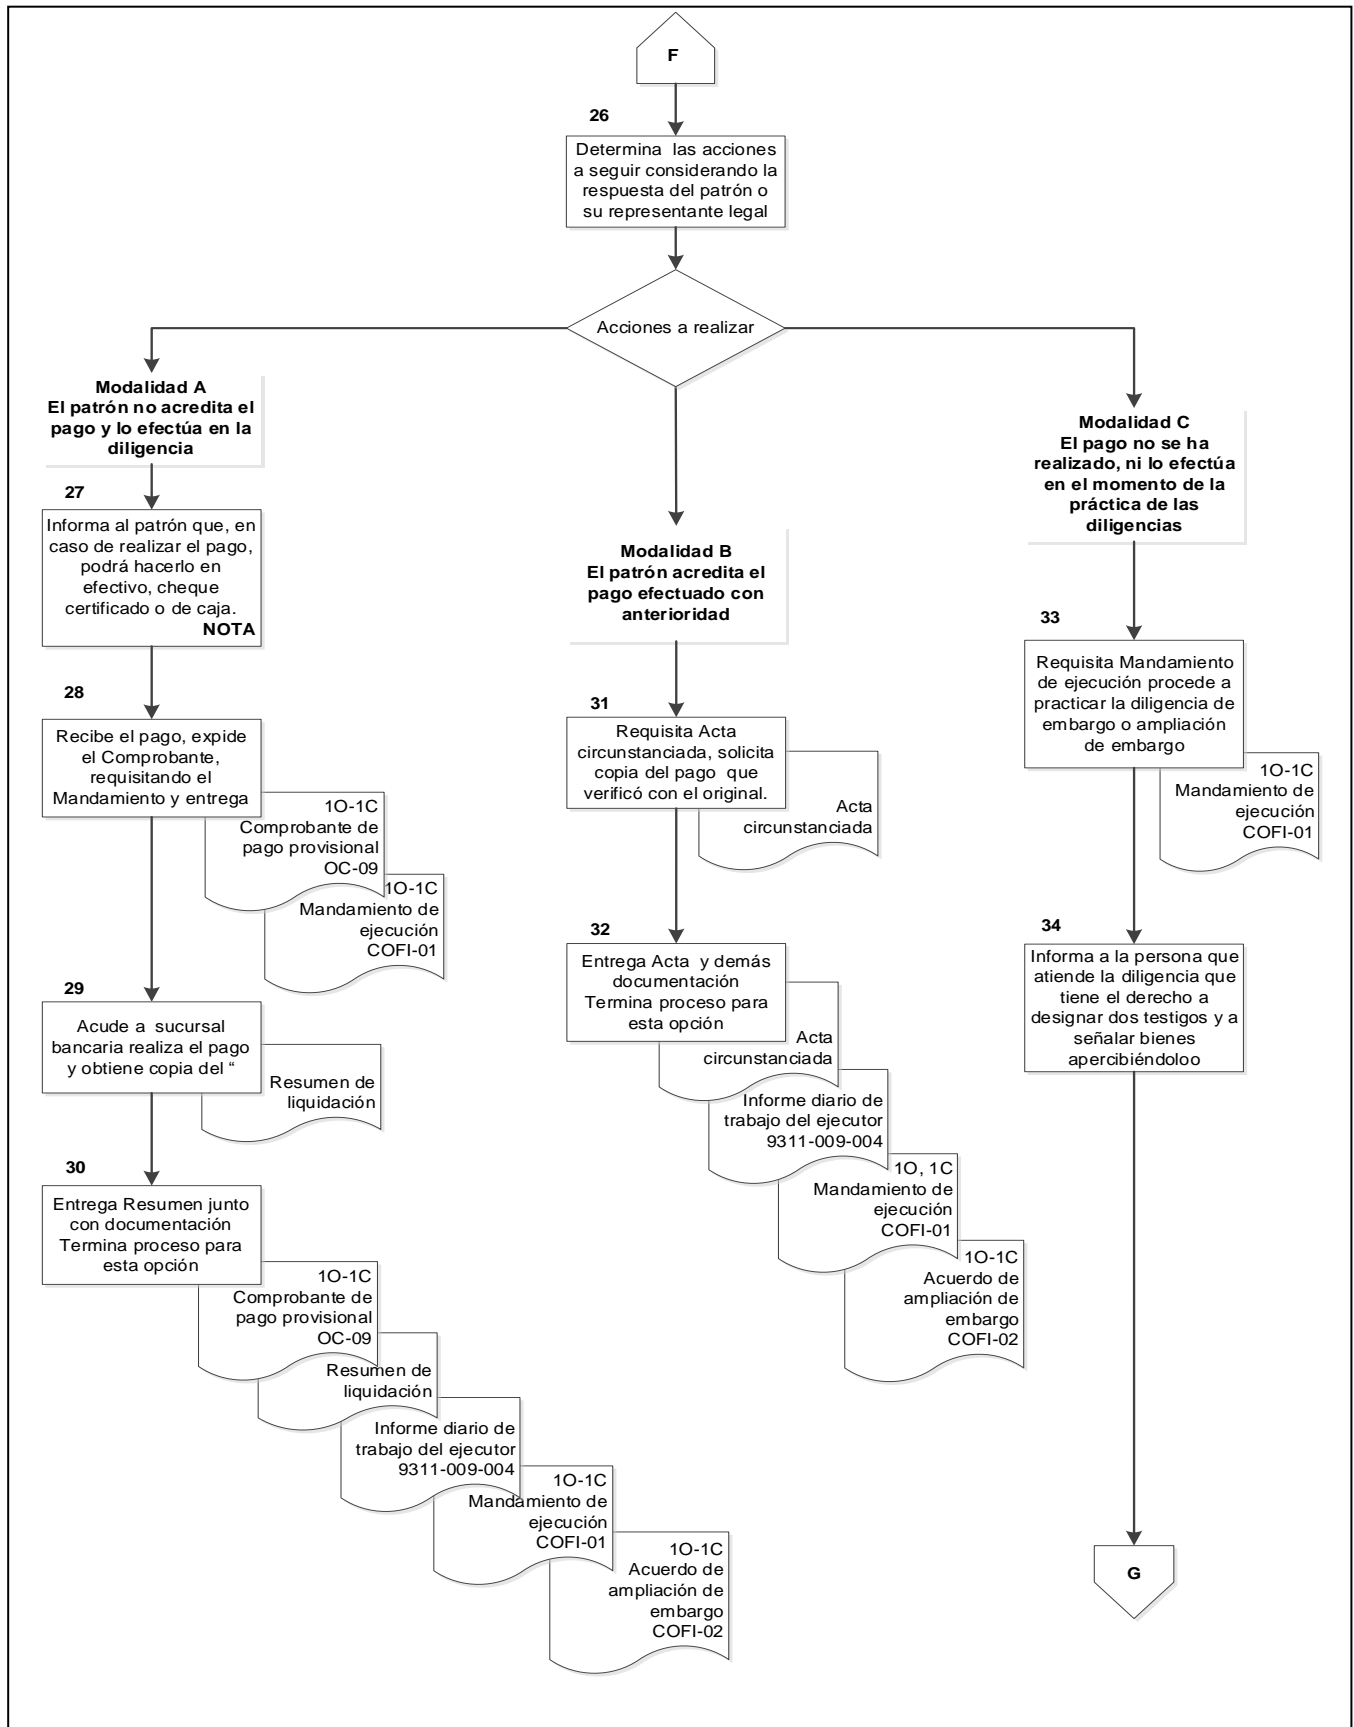 F
26
Determina las acciones
a seguir considerando la
respuesta del patrón o
su representante legal
Acciones a realizar
Modalidad A
El patrón no acredita el
pago y lo efectúa en la
diligencia
27
Informa al patrón que, en
caso de realizar el pago,
podrá hacerlo en
efectivo, cheque
certificado o de caja.
NOTA
28
Recibe el pago, expide
el Comprobante,
requisitando el
Mandamiento y entrega
1O-1C
Comprobante de
pago provisional
OC-09
1O-1C
Mandamiento de
ejecución
COFI-01
29
Acude a sucursal
bancaria realiza el pago
y obtiene copia del “
Resumen de
liquidación
30
Entrega Resumen junto
con documentación
Termina proceso para
esta opción
1O-1C
Comprobante de
pago provisional
OC-09
Resumen de
liquidación
Informe diario de
trabajo del ejecutor
9311-009-004
1O-1C
Mandamiento de
ejecución
COFI-01
1O-1C
Acuerdo de
ampliación de
embargo
COFI-02
Modalidad B
El patrón acredita el
pago efectuado con
anterioridad
31
Requisita Acta
circunstanciada, solicita
copia del pago que
verificó con el original.
Acta
circunstanciada
32
Entrega Acta y demás
documentación
Termina proceso para
esta opción
Acta
circunstanciada
Informe diario de
trabajo del ejecutor
9311-009-004
1O, 1C
Mandamiento de
ejecución
COFI-01
1O-1C
Acuerdo de
ampliación de
embargo
COFI-02
Modalidad C
El pago no se ha
realizado, ni lo efectúa
en el momento de la
práctica de las
diligencias
33
Requisita Mandamiento
de ejecución procede a
practicar la diligencia de
embargo o ampliación
de embargo
1O-1C
Mandamiento de
ejecución
COFI-01
34
Informa a la persona que
atiende la diligencia que
tiene el derecho a
designar dos testigos y a
señalar bienes
apercibiéndoloo
G